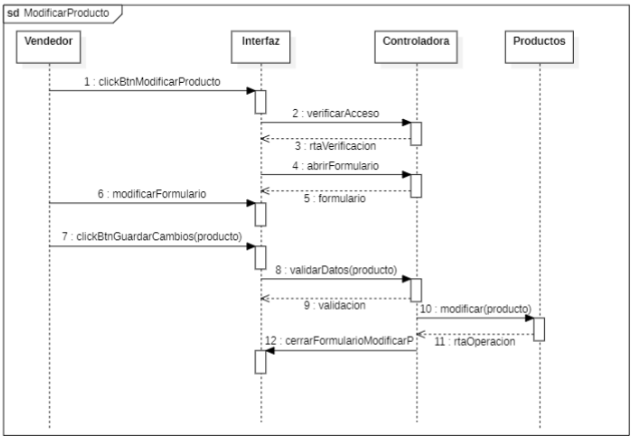 sd ModificarProducto
Vendedor Interfaz Controladora Productos
1 : clickBtnModificarProducto
2 : verificarAcceso
3 : rtaVerificacion
4 : abrirFormulario
6 : modificarFormulario
5 : formulario
7 : clickBtnGuardarCambios(producto)
8 : validarDatos(producto)
9 : validacion
10 : modificar(producto)
12 : cerrarFormularioModificarP
11 : rtaOperacion